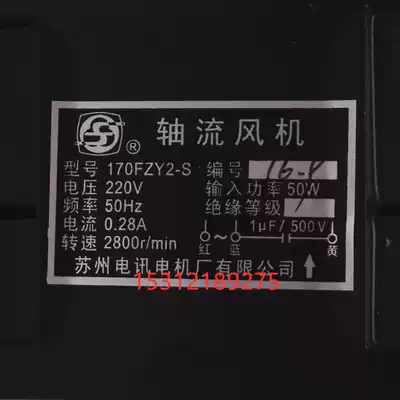 ® 轴流风机
型号 170FZY2-S 编号 16.4
电压 220V 输入功率 50W
频率 50Hz 绝缘等级
电流 0.28A 1μF/500V
转速 2800r/min 红 ~ 蓝 黄
苏州电讯电机厂有限公司 ↑
15312189275